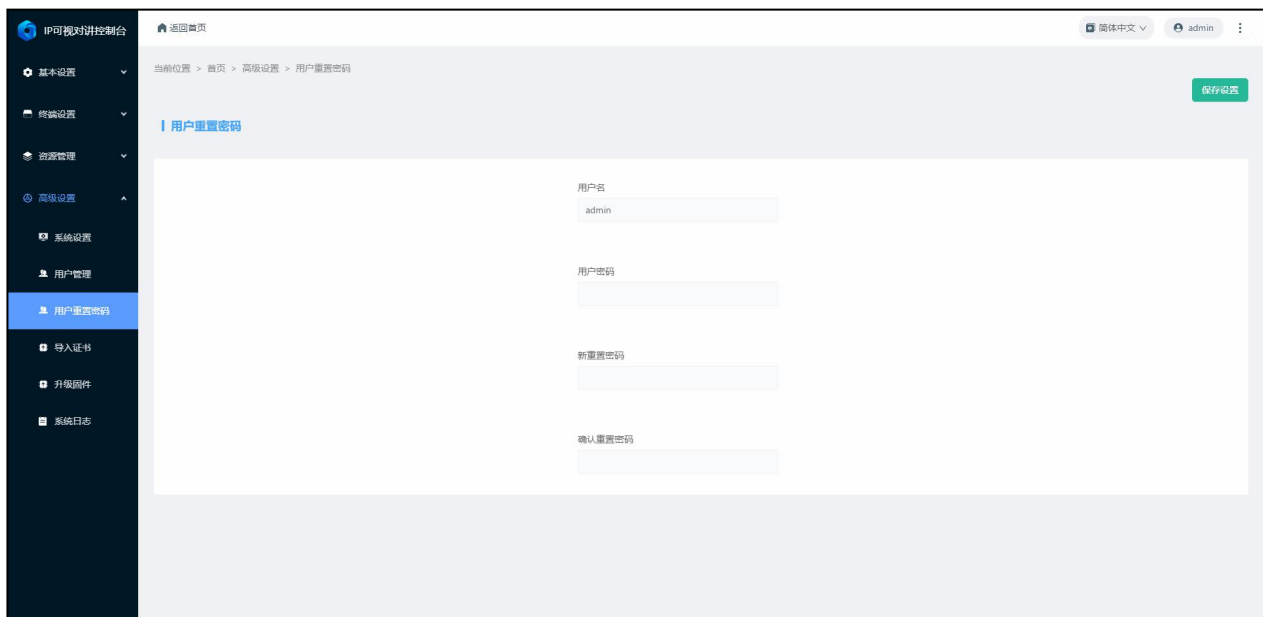 IP可视对讲控制台
返回首页
简体中文
admin
基本设置
终端设置
资源管理
高级设置
系统设置
用户管理
用户重置密码
导入证书
升级固件
系统日志
当前位置 > 首页 > 高级设置 > 用户重置密码
保存设置
用户重置密码
用户名
admin
用户密码
新重置密码
确认重置密码